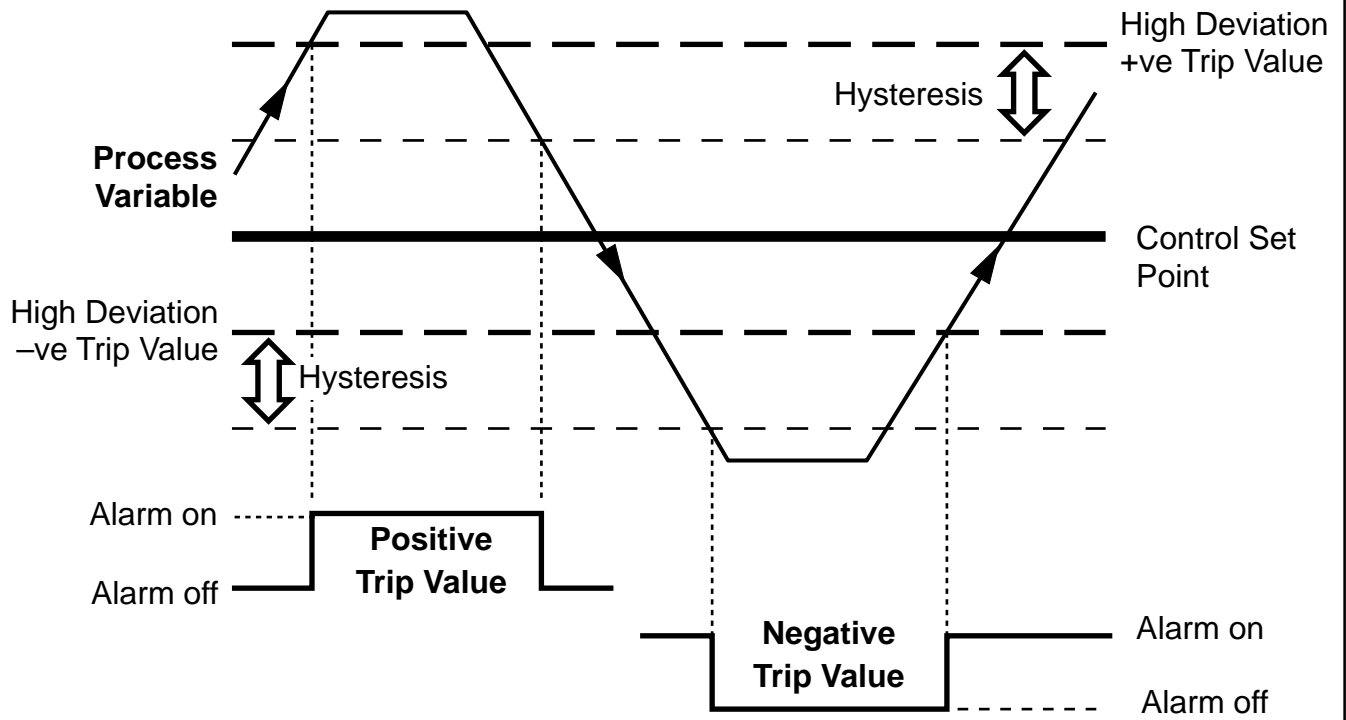 High Deviation
+ve Trip Value
Hysteresis
Process
Variable
Control Set
Point
High Deviation
–ve Trip Value
Hysteresis
Alarm on
Positive
Trip Value
Alarm off
Negative
Trip Value
Alarm on
Alarm off